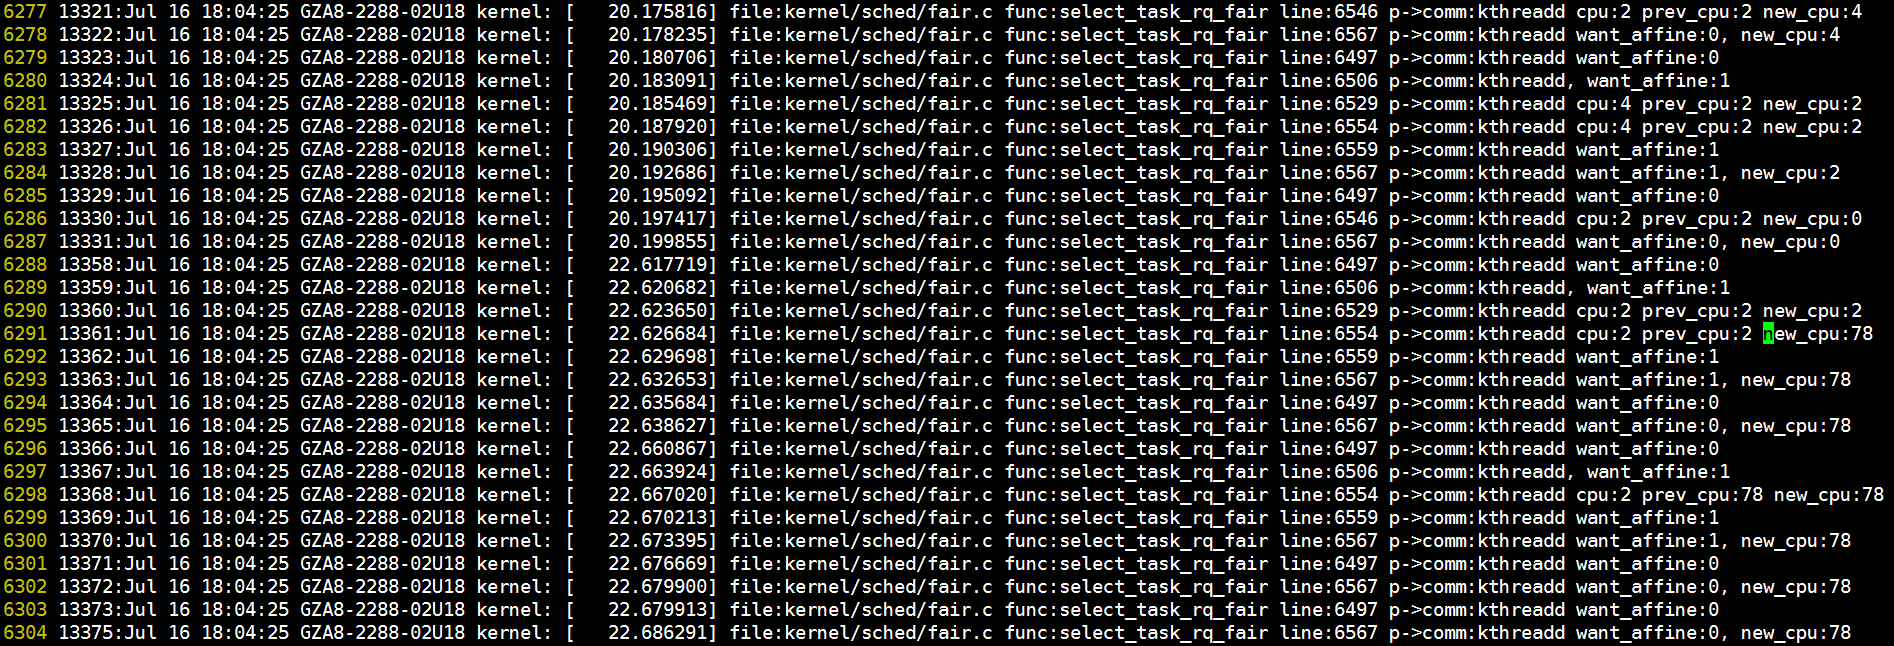 6277 13321:Jul 16 18:04:25 GZA8-2288-02U18 kernel: [   20.175816] file:kernel/sched/fair.c func:select_task_rq_fair line:6546 p->comm:kthreadd cpu:2 prev_cpu:2 new_cpu:4
6278 13322:Jul 16 18:04:25 GZA8-2288-02U18 kernel: [   20.178235] file:kernel/sched/fair.c func:select_task_rq_fair line:6567 p->comm:kthreadd want_affine:0, new_cpu:4
6279 13323:Jul 16 18:04:25 GZA8-2288-02U18 kernel: [   20.180706] file:kernel/sched/fair.c func:select_task_rq_fair line:6497 p->comm:kthreadd want_affine:0
6280 13324:Jul 16 18:04:25 GZA8-2288-02U18 kernel: [   20.183091] file:kernel/sched/fair.c func:select_task_rq_fair line:6506 p->comm:kthreadd, want_affine:1
6281 13325:Jul 16 18:04:25 GZA8-2288-02U18 kernel: [   20.185469] file:kernel/sched/fair.c func:select_task_rq_fair line:6529 p->comm:kthreadd cpu:4 prev_cpu:2 new_cpu:2
6282 13326:Jul 16 18:04:25 GZA8-2288-02U18 kernel: [   20.187920] file:kernel/sched/fair.c func:select_task_rq_fair line:6554 p->comm:kthreadd cpu:4 prev_cpu:2 new_cpu:2
6283 13327:Jul 16 18:04:25 GZA8-2288-02U18 kernel: [   20.190306] file:kernel/sched/fair.c func:select_task_rq_fair line:6559 p->comm:kthreadd want_affine:1
6284 13328:Jul 16 18:04:25 GZA8-2288-02U18 kernel: [   20.192686] file:kernel/sched/fair.c func:select_task_rq_fair line:6567 p->comm:kthreadd want_affine:1, new_cpu:2
6285 13329:Jul 16 18:04:25 GZA8-2288-02U18 kernel: [   20.195092] file:kernel/sched/fair.c func:select_task_rq_fair line:6497 p->comm:kthreadd want_affine:0
6286 13330:Jul 16 18:04:25 GZA8-2288-02U18 kernel: [   20.197417] file:kernel/sched/fair.c func:select_task_rq_fair line:6546 p->comm:kthreadd cpu:2 prev_cpu:2 new_cpu:0
6287 13331:Jul 16 18:04:25 GZA8-2288-02U18 kernel: [   20.199855] file:kernel/sched/fair.c func:select_task_rq_fair line:6567 p->comm:kthreadd want_affine:0, new_cpu:0
6288 13358:Jul 16 18:04:25 GZA8-2288-02U18 kernel: [   22.617719] file:kernel/sched/fair.c func:select_task_rq_fair line:6497 p->comm:kthreadd want_affine:0
6289 13359:Jul 16 18:04:25 GZA8-2288-02U18 kernel: [   22.620682] file:kernel/sched/fair.c func:select_task_rq_fair line:6506 p->comm:kthreadd, want_affine:1
6290 13360:Jul 16 18:04:25 GZA8-2288-02U18 kernel: [   22.623650] file:kernel/sched/fair.c func:select_task_rq_fair line:6529 p->comm:kthreadd cpu:2 prev_cpu:2 new_cpu:2
6291 13361:Jul 16 18:04:25 GZA8-2288-02U18 kernel: [   22.626684] file:kernel/sched/fair.c func:select_task_rq_fair line:6554 p->comm:kthreadd cpu:2 prev_cpu:2 new_cpu:78
6292 13362:Jul 16 18:04:25 GZA8-2288-02U18 kernel: [   22.629698] file:kernel/sched/fair.c func:select_task_rq_fair line:6559 p->comm:kthreadd want_affine:1
6293 13363:Jul 16 18:04:25 GZA8-2288-02U18 kernel: [   22.632653] file:kernel/sched/fair.c func:select_task_rq_fair line:6567 p->comm:kthreadd want_affine:1, new_cpu:78
6294 13364:Jul 16 18:04:25 GZA8-2288-02U18 kernel: [   22.635684] file:kernel/sched/fair.c func:select_task_rq_fair line:6497 p->comm:kthreadd want_affine:0
6295 13365:Jul 16 18:04:25 GZA8-2288-02U18 kernel: [   22.638627] file:kernel/sched/fair.c func:select_task_rq_fair line:6567 p->comm:kthreadd want_affine:0, new_cpu:78
6296 13366:Jul 16 18:04:25 GZA8-2288-02U18 kernel: [   22.660867] file:kernel/sched/fair.c func:select_task_rq_fair line:6497 p->comm:kthreadd want_affine:0
6297 13367:Jul 16 18:04:25 GZA8-2288-02U18 kernel: [   22.663924] file:kernel/sched/fair.c func:select_task_rq_fair line:6506 p->comm:kthreadd, want_affine:1
6298 13368:Jul 16 18:04:25 GZA8-2288-02U18 kernel: [   22.667020] file:kernel/sched/fair.c func:select_task_rq_fair line:6554 p->comm:kthreadd cpu:2 prev_cpu:78 new_cpu:78
6299 13369:Jul 16 18:04:25 GZA8-2288-02U18 kernel: [   22.670213] file:kernel/sched/fair.c func:select_task_rq_fair line:6559 p->comm:kthreadd want_affine:1
6300 13370:Jul 16 18:04:25 GZA8-2288-02U18 kernel: [   22.673395] file:kernel/sched/fair.c func:select_task_rq_fair line:6567 p->comm:kthreadd want_affine:1, new_cpu:78
6301 13371:Jul 16 18:04:25 GZA8-2288-02U18 kernel: [   22.676669] file:kernel/sched/fair.c func:select_task_rq_fair line:6497 p->comm:kthreadd want_affine:0
6302 13372:Jul 16 18:04:25 GZA8-2288-02U18 kernel: [   22.679900] file:kernel/sched/fair.c func:select_task_rq_fair line:6567 p->comm:kthreadd want_affine:0, new_cpu:78
6303 13373:Jul 16 18:04:25 GZA8-2288-02U18 kernel: [   22.679913] file:kernel/sched/fair.c func:select_task_rq_fair line:6497 p->comm:kthreadd want_affine:0
6304 13375:Jul 16 18:04:25 GZA8-2288-02U18 kernel: [   22.686291] file:kernel/sched/fair.c func:select_task_rq_fair line:6567 p->comm:kthreadd want_affine:0, new_cpu:78